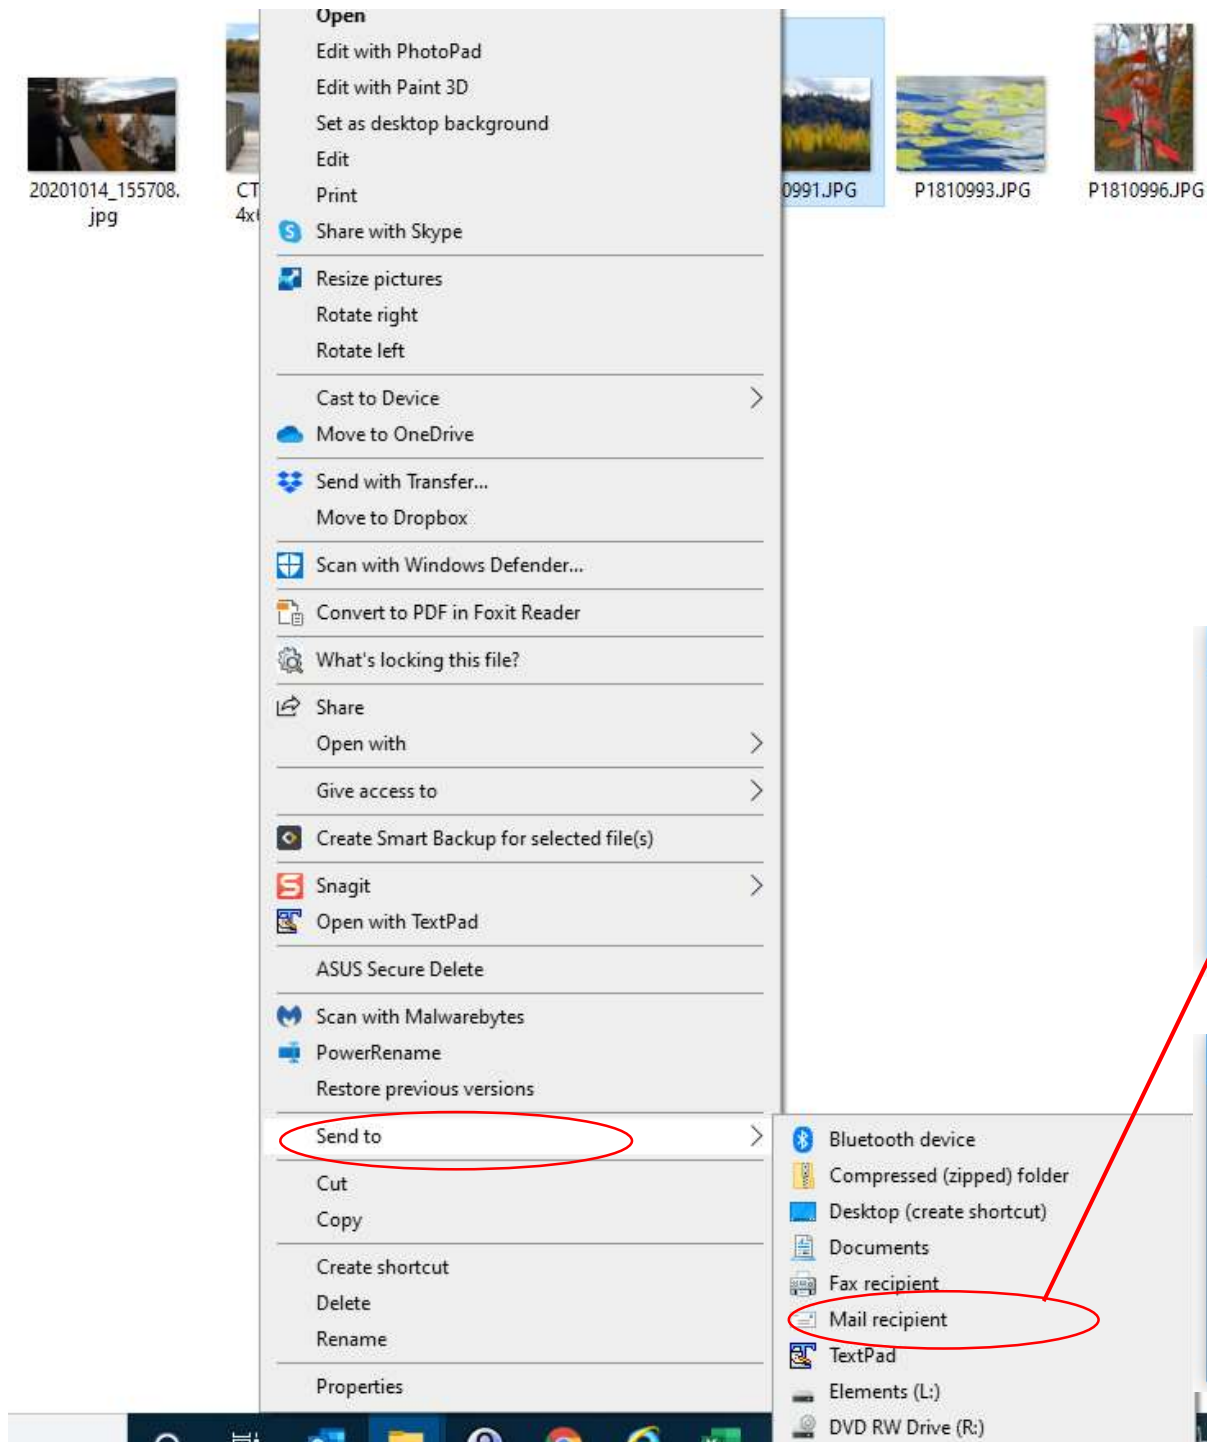 20201014_155708.
jpg
CT
4x
0991.JPG
P1810993.JPG
P1810996.JPG
Open
Edit with PhotoPad
Edit with Paint 3D
Set as desktop background
Edit
Print
Share with Skype
Resize pictures
Rotate right
Rotate left
Cast to Device
Move to OneDrive
Send with Transfer...
Move to Dropbox
Scan with Windows Defender...
Convert to PDF in Foxit Reader
What's locking this file?
Share
Open with
Give access to
Create Smart Backup for selected file(s)
Snagit
Open with TextPad
ASUS Secure Delete
Scan with Malwarebytes
PowerRename
Restore previous versions
Send to
Cut
Copy
Create shortcut
Delete
Rename
Properties
Bluetooth device
Compressed (zipped) folder
Desktop (create shortcut)
Documents
Fax recipient
Mail recipient
TextPad
Elements (L:)
DVD RW Drive (R:)